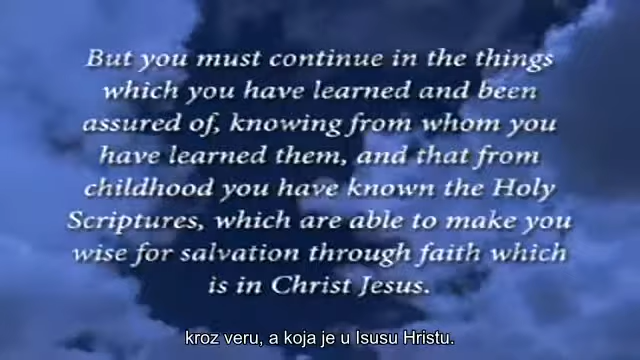 But you must continue in the things
which you have learned and been
assured of, knowing from whom you
have learned them, and that from
childhood you have known the Holy
Scriptures, which are able to make you
wise for salvation through faith which
is in Christ Jesus.
kroz veru, a koja je u Isusu Hristu.